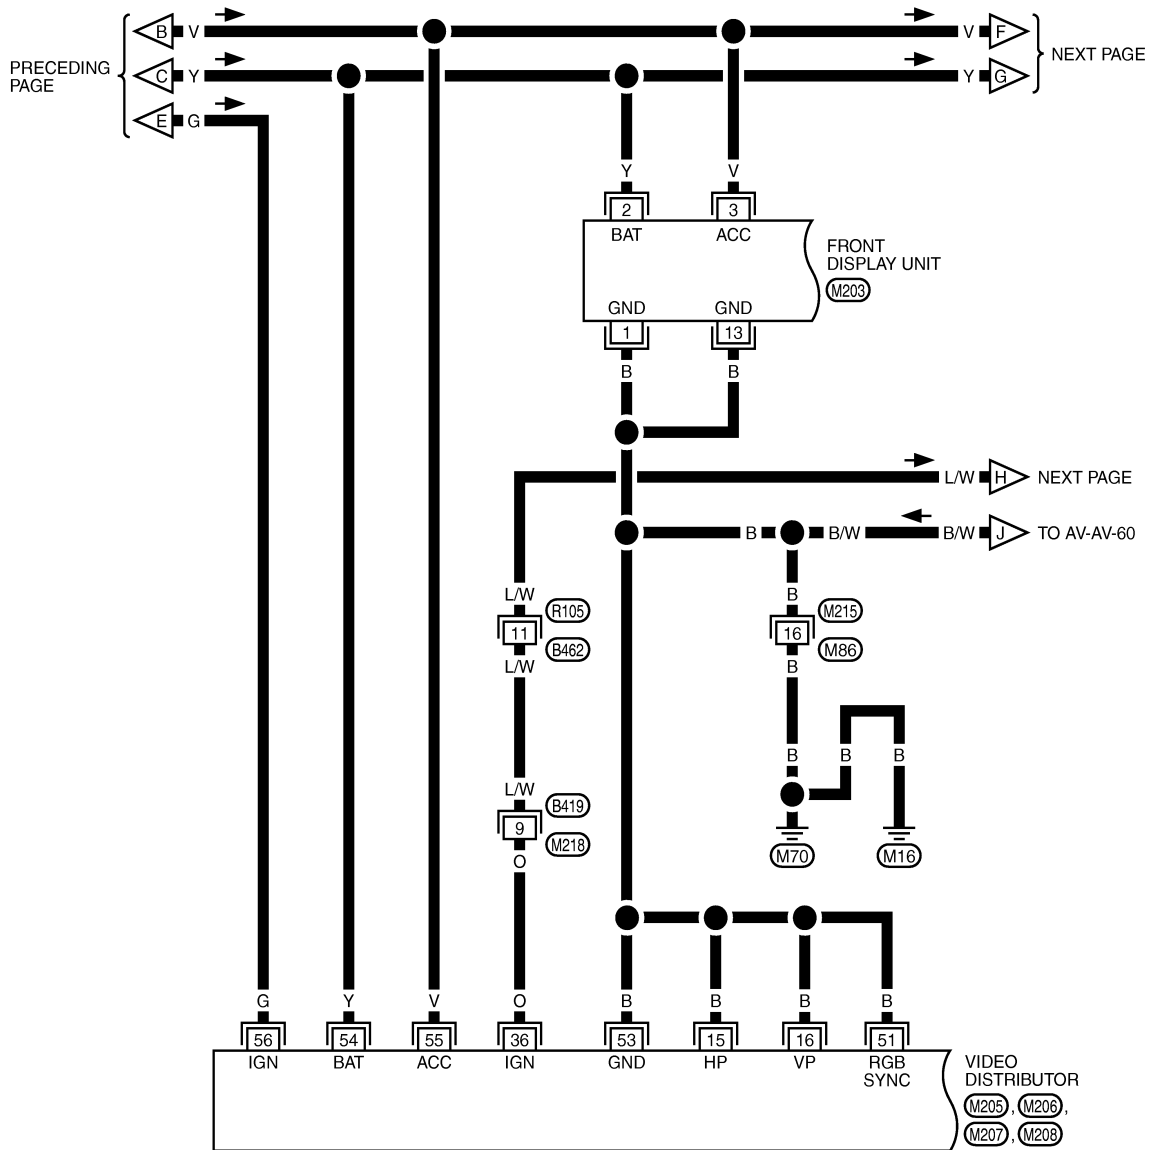 B V V F
PRECEDING
PAGE
C Y Y G
NEXT PAGE
E G
Y V
2 3
BAT ACC
FRONT
DISPLAY UNIT
M203
GND GND
1 13
B B
L/W H NEXT PAGE
B B/W B/W J TO AV-AV-60
L/W B
R105 M215
11 16
B462 M86
L/W B
B B B
L/W
B419
9
M218
O
M70 M16
G Y V O B B B B
56 54 55 36 53 15 16 51
IGN BAT ACC IGN GND HP VP RGB
SYNC
VIDEO
DISTRIBUTOR
M205 , M206 ,
M207 , M208